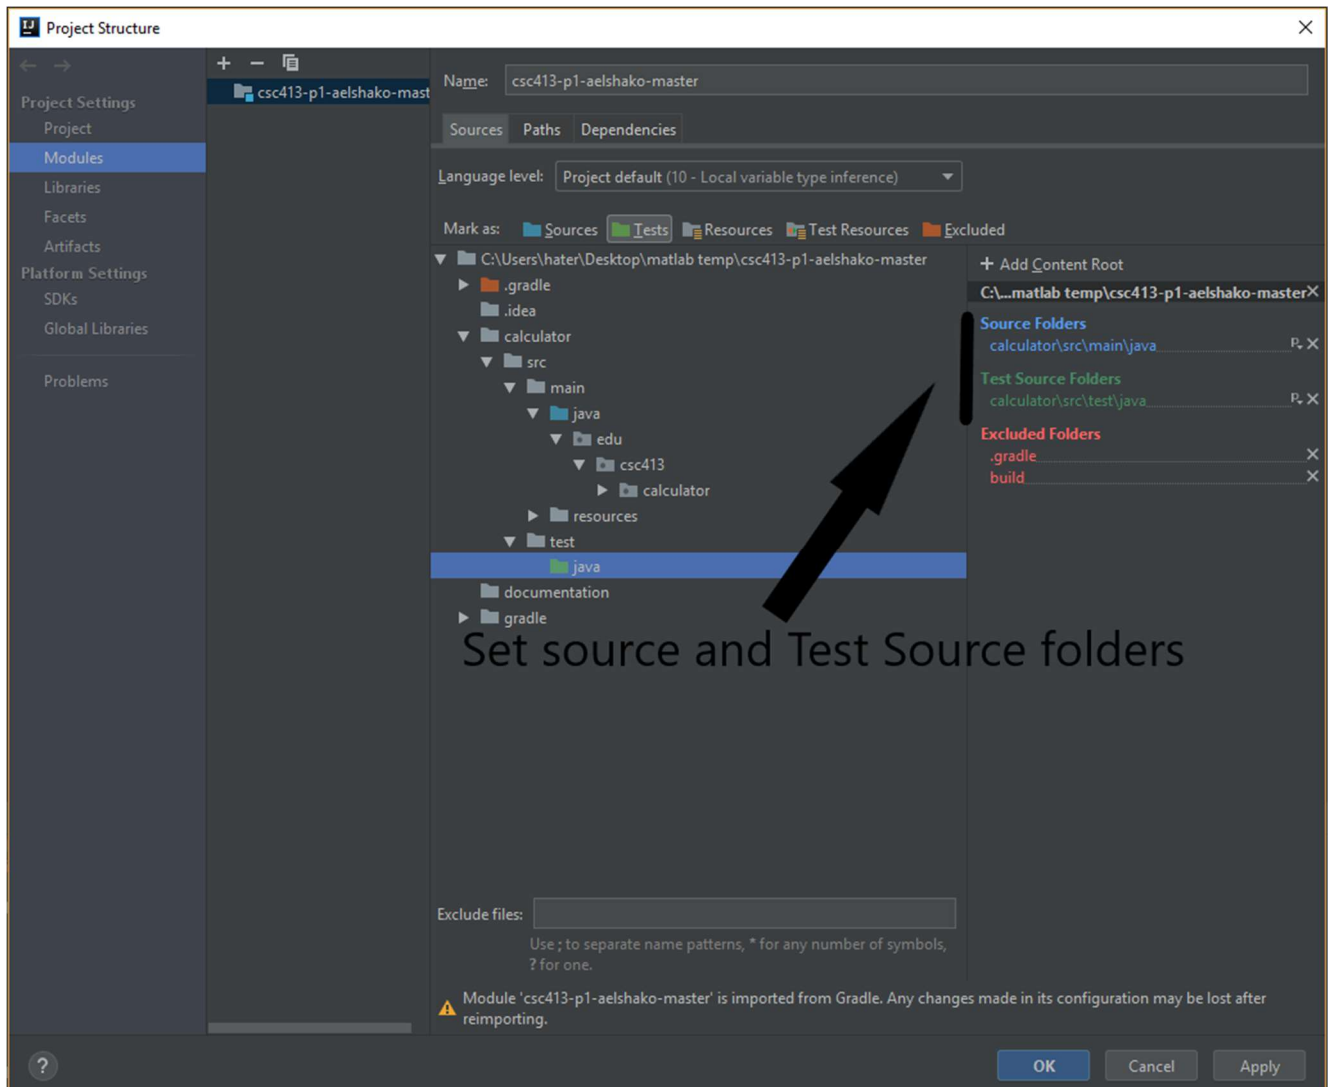 Project Structure
Project Settings
Project
Modules
Libraries
Facets
Artifacts
Platform Settings
SDKs
Global Libraries
Problems
csc413-p1-aelshako-mast
Name: csc413-p1-aelshako-master
Sources Paths Dependencies
Language level: Project default (10 - Local variable type inference)
Mark as: Sources Tests Resources Test Resources Excluded
C:\Users\hater\Desktop\matlab temp\csc413-p1-aelshako-master
.gradle
.idea
calculator
src
main
java
edu
csc413
calculator
resources
test
java
documentation
gradle
+ Add Content Root
C:\...matlab temp\csc413-p1-aelshako-master
Source Folders
calculator\src\main\java
Test Source Folders
calculator\src\test\java
Excluded Folders
.gradle
build
Set source and Test Source folders
Exclude files:
Use ; to separate name patterns, * for any number of symbols,
? for one.
Module 'csc413-p1-aelshako-master' is imported from Gradle. Any changes made in its configuration may be lost after
reimporting.
? OK Cancel Apply